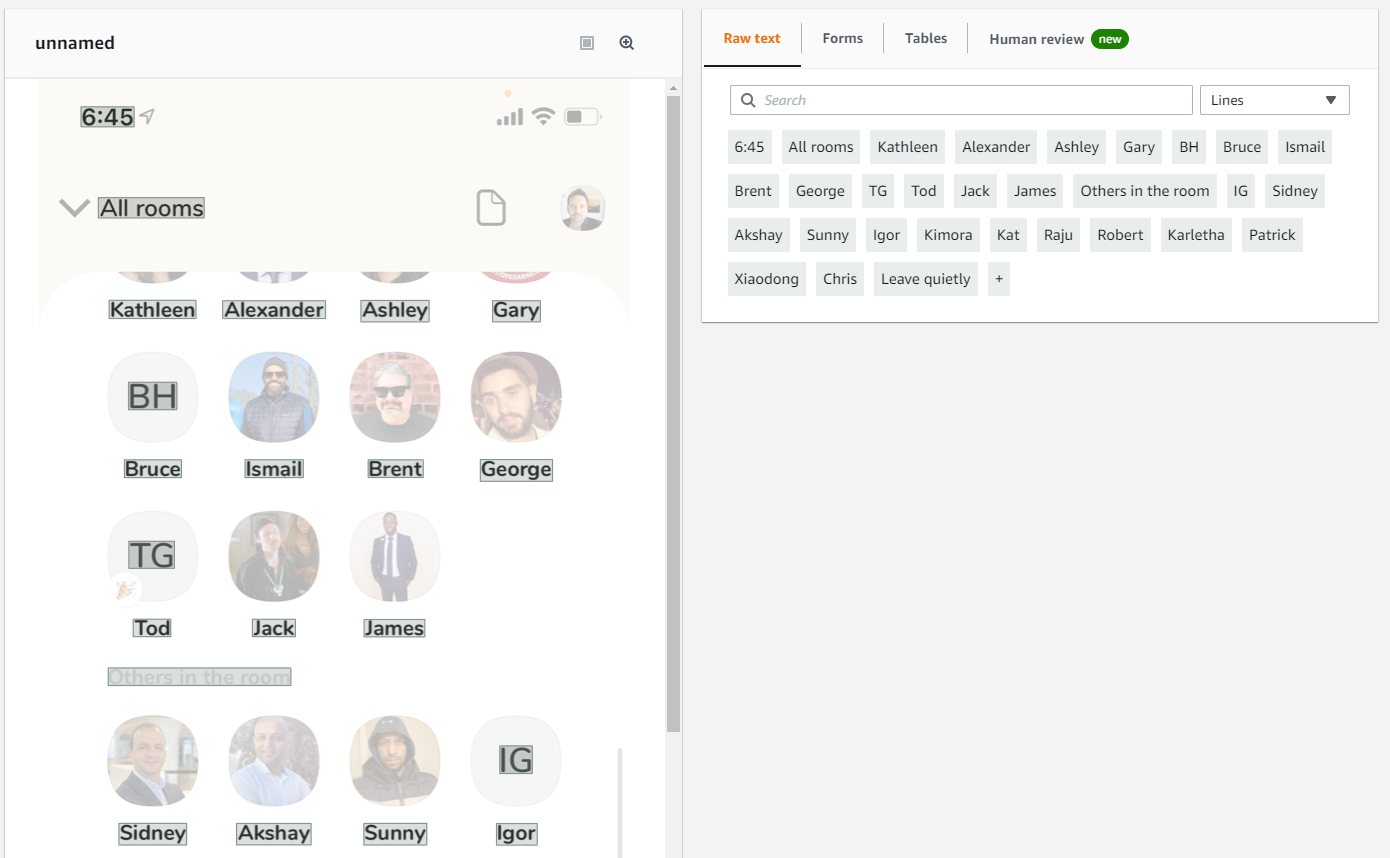 unnamed
6:45
All rooms
Kathleen Alexander Ashley Gary
BH
Bruce Ismail Brent George
TG
Tod Jack James
Others in the room
IG
Sidney Akshay Sunny Igor
Raw text Forms Tables Human review new
Search Lines
6:45 All rooms Kathleen Alexander Ashley Gary BH Bruce Ismail
Brent George TG Tod Jack James Others in the room IG Sidney
Akshay Sunny Igor Kimora Kat Raju Robert Karletha Patrick
Xiaodong Chris Leave quietly +